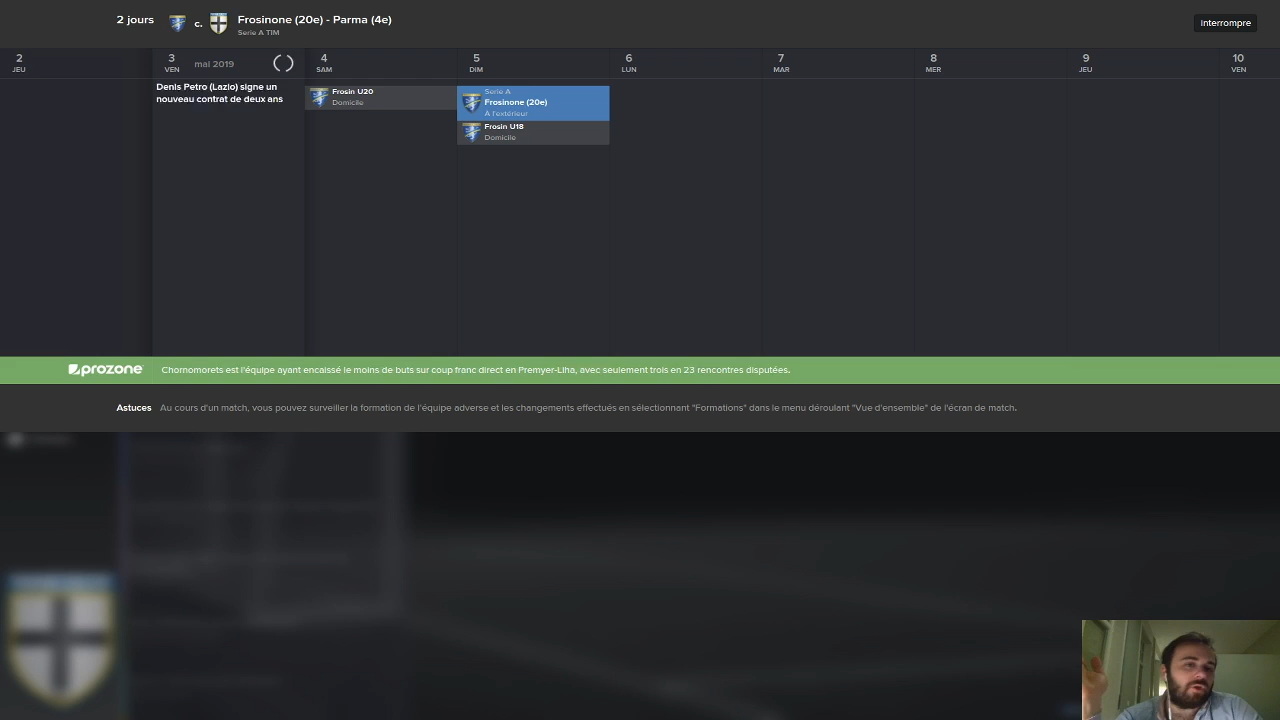 2 jours
c.
Frosinone (20e) - Parma (4e)
Serie A TIM
Interrompre
2
JEU
3
VEN
mai 2019
4
SAM
5
DIM
6
LUN
7
MAR
8
MER
9
JEU
10
VEN
Denis Petro (Lazio) signe un
nouveau contrat de deux ans
Frosin U20
Domicile
Serie A
Frosinone (20e)
À l'extérieur
Frosin U18
Domicile
prozone
Chornomorets est l'équipe ayant encaissé le moins de buts sur coup franc direct en Premyer-Liha, avec seulement trois en 23 rencontres disputées.
Astuces
Au cours d'un match, vous pouvez surveiller la formation de l'équipe adverse et les changements effectués en sélectionnant "Formations" dans le menu déroulant "Vue d'ensemble" de l'écran de match.